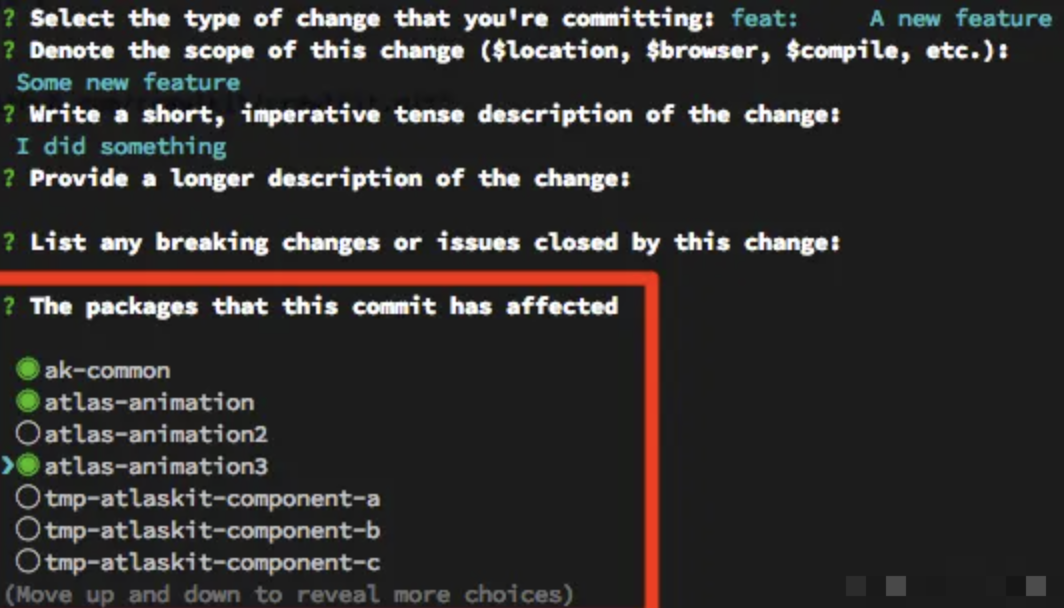 ? Select the type of change that you're committing: feat:     A new feature
? Denote the scope of this change ($location, $browser, $compile, etc.):
Some new feature
? Write a short, imperative tense description of the change:
I did something
? Provide a longer description of the change:
? List any breaking changes or issues closed by this change:
? The packages that this commit has affected
ak-common
atlas-animation
atlas-animation2
❯ atlas-animation3
tmp-atlaskit-component-a
tmp-atlaskit-component-b
tmp-atlaskit-component-c
(Move up and down to reveal more choices)